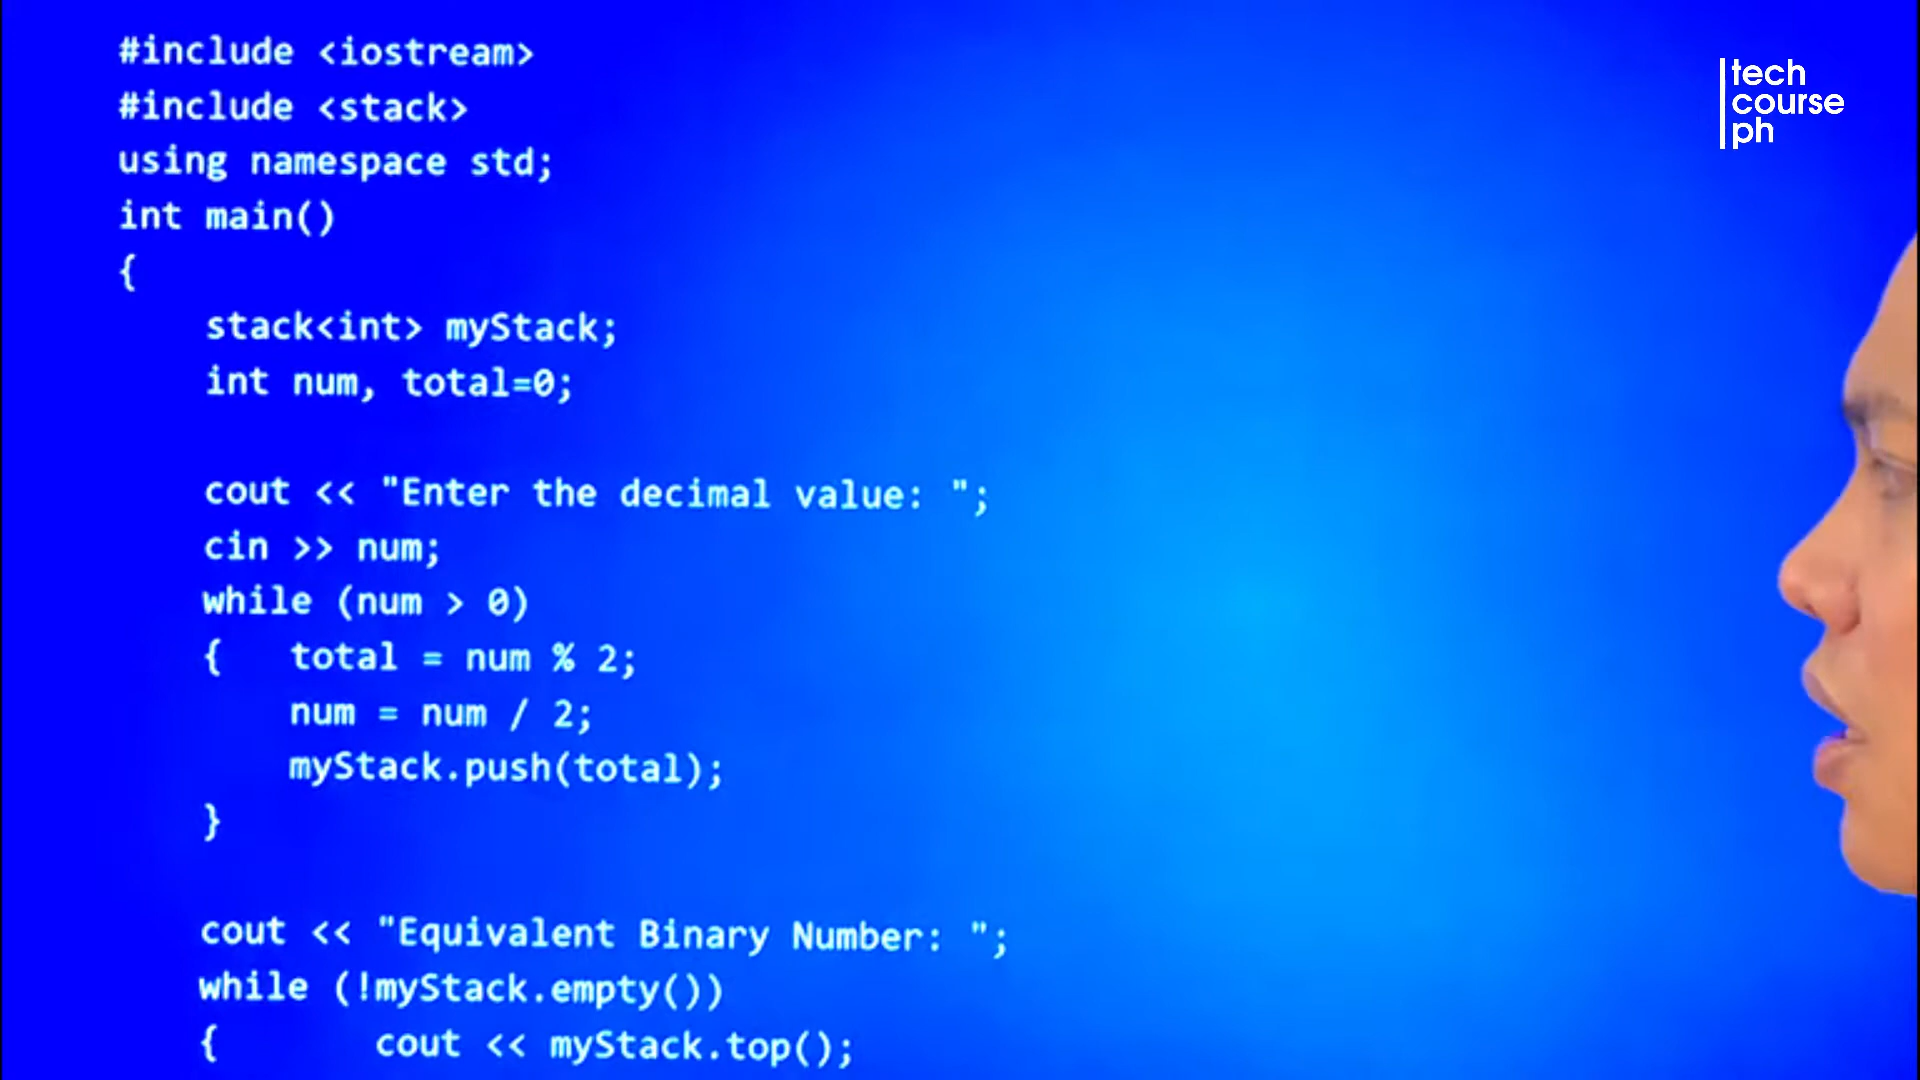 #include <iostream>
#include <stack>
using namespace std;
int main()
{
    stack<int> myStack;
    int num, total=0;
    cout << "Enter the decimal value: ";
    cin >> num;
    while (num > 0)
    {   total = num % 2;
        num = num / 2;
        myStack.push(total);
    }
    cout << "Equivalent Binary Number: ";
    while (!myStack.empty())
    {       cout << myStack.top();
tech
course
ph